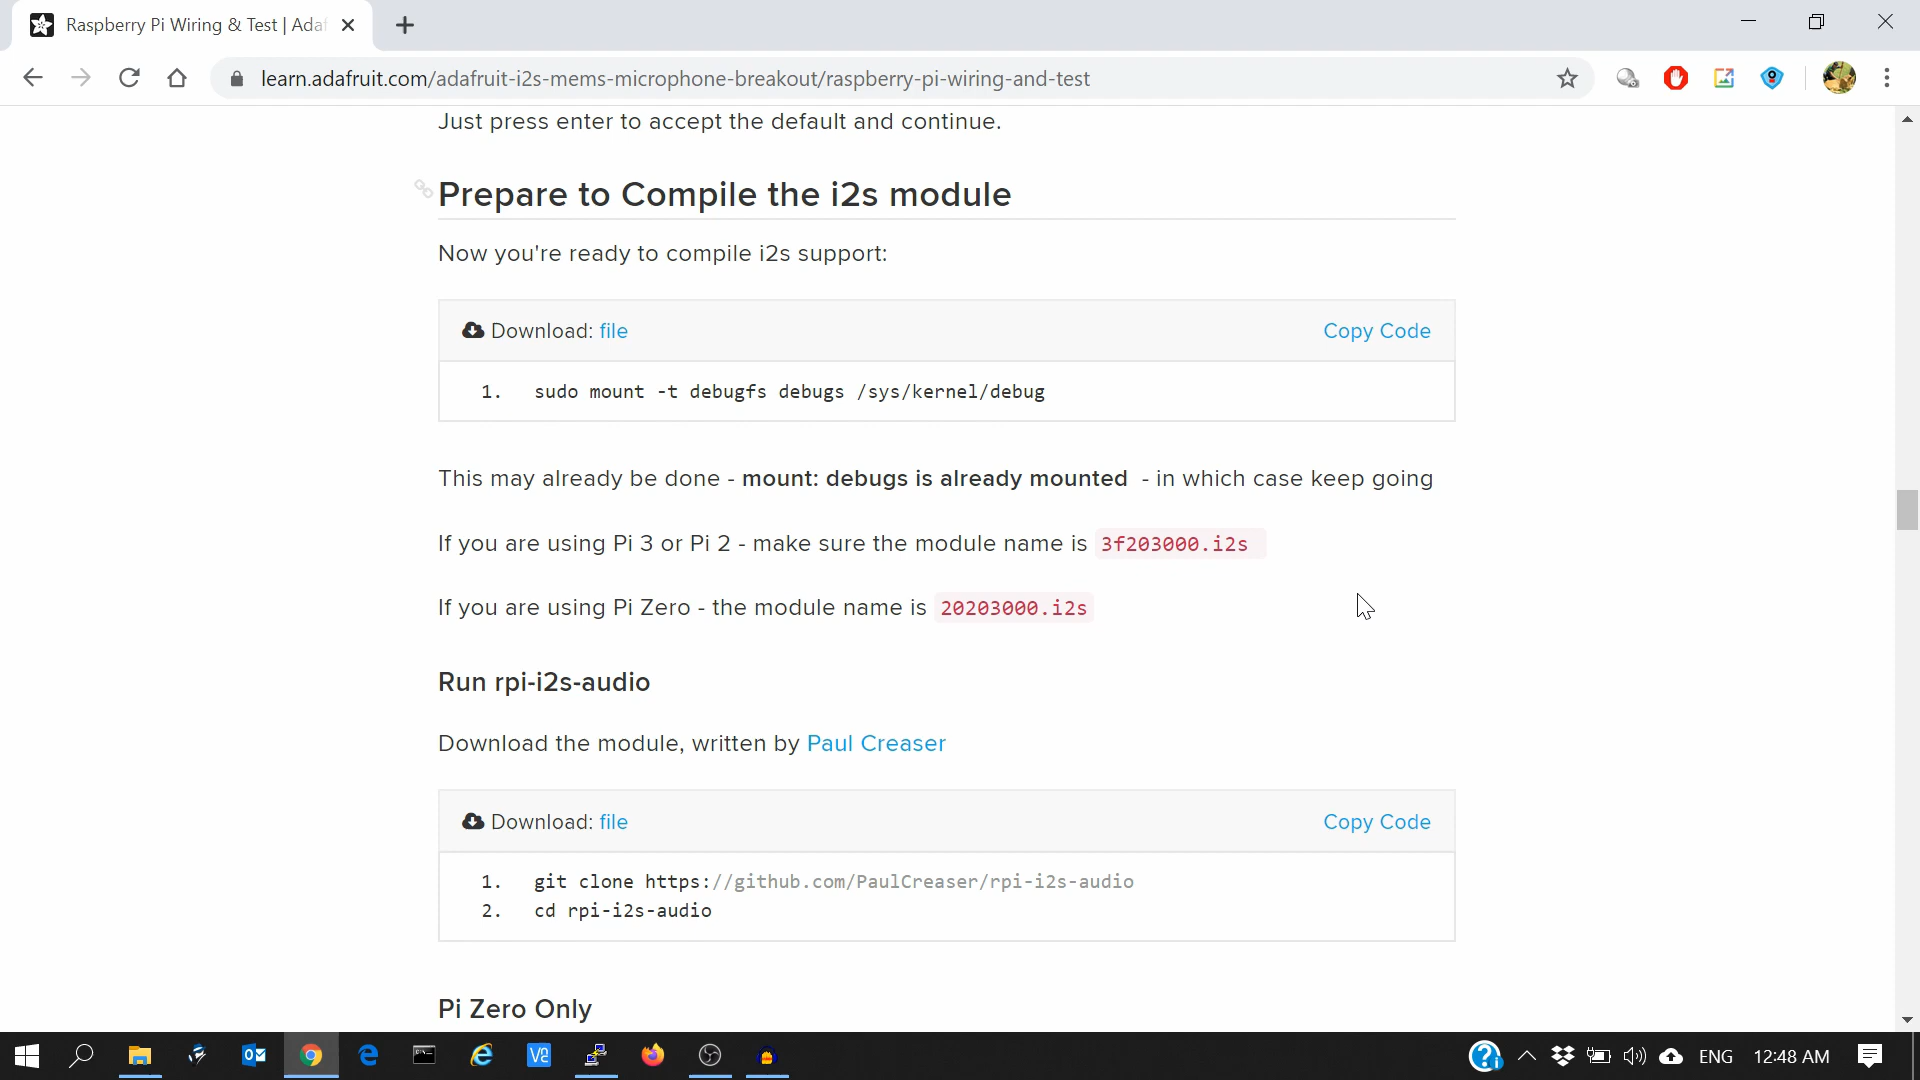 Raspberry Pi Wiring & Test | Adaf
learn.adafruit.com/adafruit-i2s-mems-microphone-breakout/raspberry-pi-wiring-and-test
Just press enter to accept the default and continue.
Prepare to Compile the i2s module
Now you're ready to compile i2s support:
Download: file
Copy Code
1. sudo mount -t debugfs debugs /sys/kernel/debug
This may already be done - mount: debugs is already mounted - in which case keep going
If you are using Pi 3 or Pi 2 - make sure the module name is 3f203000.i2s
If you are using Pi Zero - the module name is 20203000.i2s
Run rpi-i2s-audio
Download the module, written by Paul Creaser
Download: file
Copy Code
1. git clone https://github.com/PaulCreaser/rpi-i2s-audio
2. cd rpi-i2s-audio
Pi Zero Only
ENG
12:48 AM